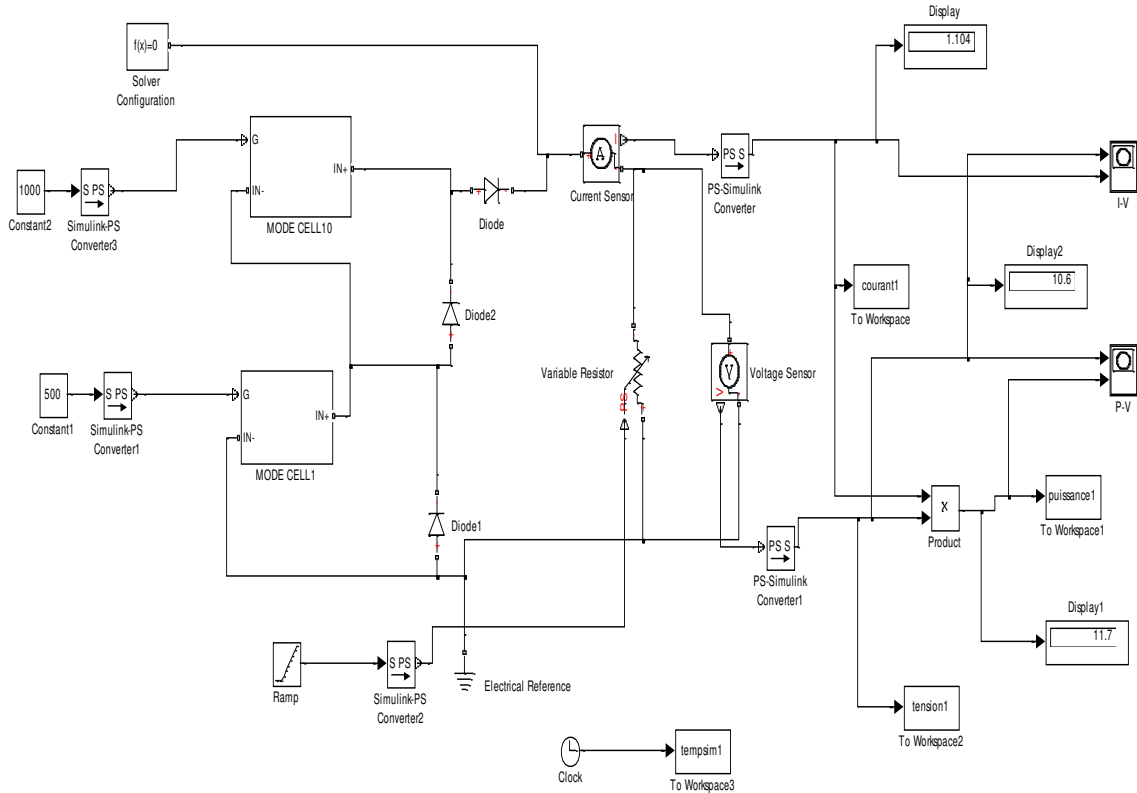 Display
1.104
f(x)=0
Solver
Configuration
G
IN+
IN-
MODE CELL10
1000
Constant2
S PS
Simulink-PS
Converter3
+
-
Diode
A
+
I
-
Current Sensor
PS S
PS-Simulink
Converter
I-V
Display2
10.6
courant1
To Workspace
-
Diode2
+
500
Constant1
S PS
Simulink-PS
Converter1
G
IN+
IN-
MODE CELL1
Variable Resistor
PS
+
-
+
V
V
-
Voltage Sensor
P-V
-
Diode1
+
x
Product
puissance1
To Workspace1
PS S
PS-Simulink
Converter1
Display1
11.7
Ramp
S PS
Simulink-PS
Converter2
Electrical Reference
tension1
To Workspace2
Clock
tempsim1
To Workspace3